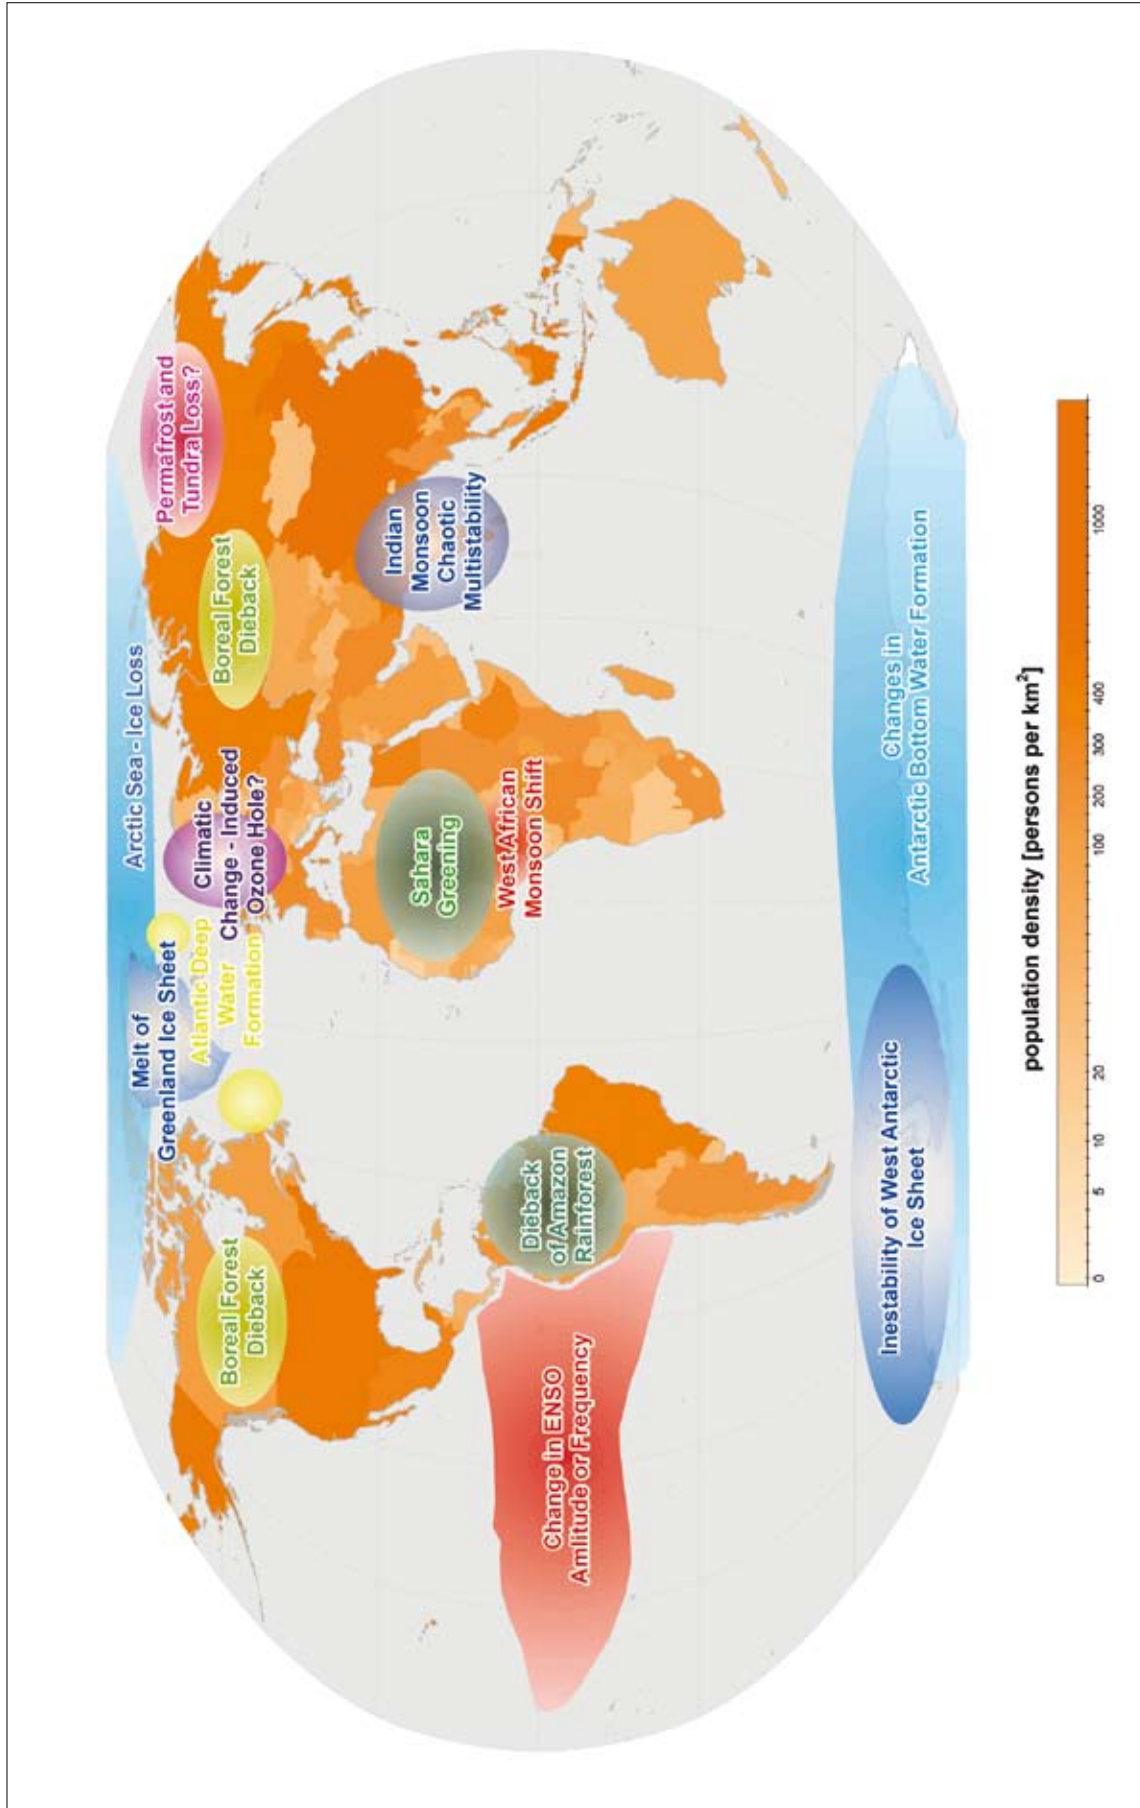 Arctic Sea - Ice Loss
Melt of
Greenland Ice Sheet
Atlantic Deep
Water
Formation
Climatic
Change - Induced
Ozone Hole?
Permafrost and
Tundra Loss?
Boreal Forest
Dieback
Boreal Forest
Dieback
Sahara
Greening
West African
Monsoon Shift
Indian
Monsoon
Chaotic
Multistability
Dieback
of Amazon
Rainforest
Change in ENSO
Amlitude or Frequency
Inestability of West Antarctic
Ice Sheet
Changes in
Antarctic Bottom Water Formation
population density [persons per km²]
0 5 10 20 100 200 300 400 1000